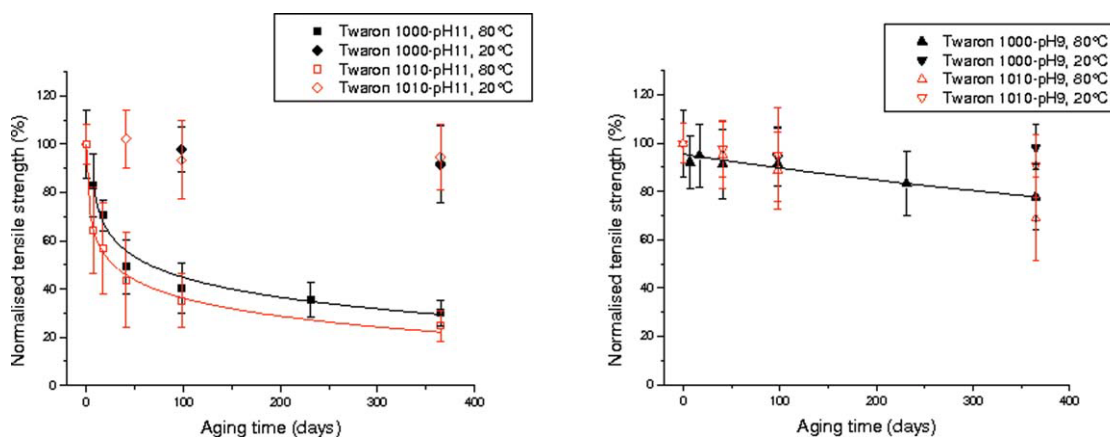 Twaron 1000-pH11, 80°C
Twaron 1000-pH11, 20°C
Twaron 1010-pH11, 80°C
Twaron 1010-pH11, 20°C
Normalised tensile strength (%)
120
100
80
60
40
20
0
0 100 200 300 400
Aging time (days)
Twaron 1000-pH9, 80°C
Twaron 1000-pH9, 20°C
Twaron 1010-pH9, 80°C
Twaron 1010-pH9, 20°C
Normalised tensile strength (%)
120
100
80
60
40
20
0
0 100 200 300 400
Aging time (days)